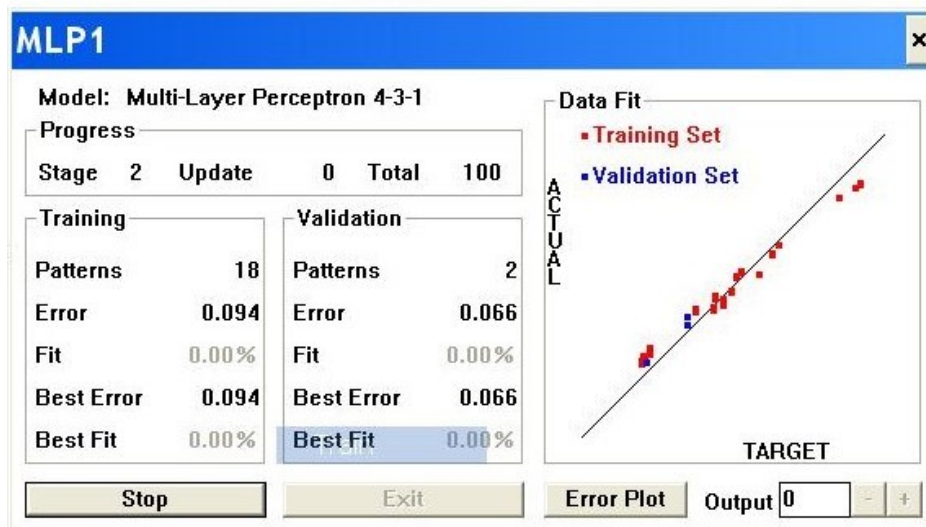 MLP1
×
Model: Multi-Layer Perceptron 4-3-1
Progress
Stage 2 Update 0 Total 100
Training
Patterns 18
Error 0.094
Fit 0.00%
Best Error 0.094
Best Fit 0.00%
Validation
Patterns 2
Error 0.066
Fit 0.00%
Best Error 0.066
Best Fit 0.00%
Train
Data Fit
Training Set
Validation Set
ACTUAL
TARGET
Stop
Exit
Error Plot
Output 0 - +